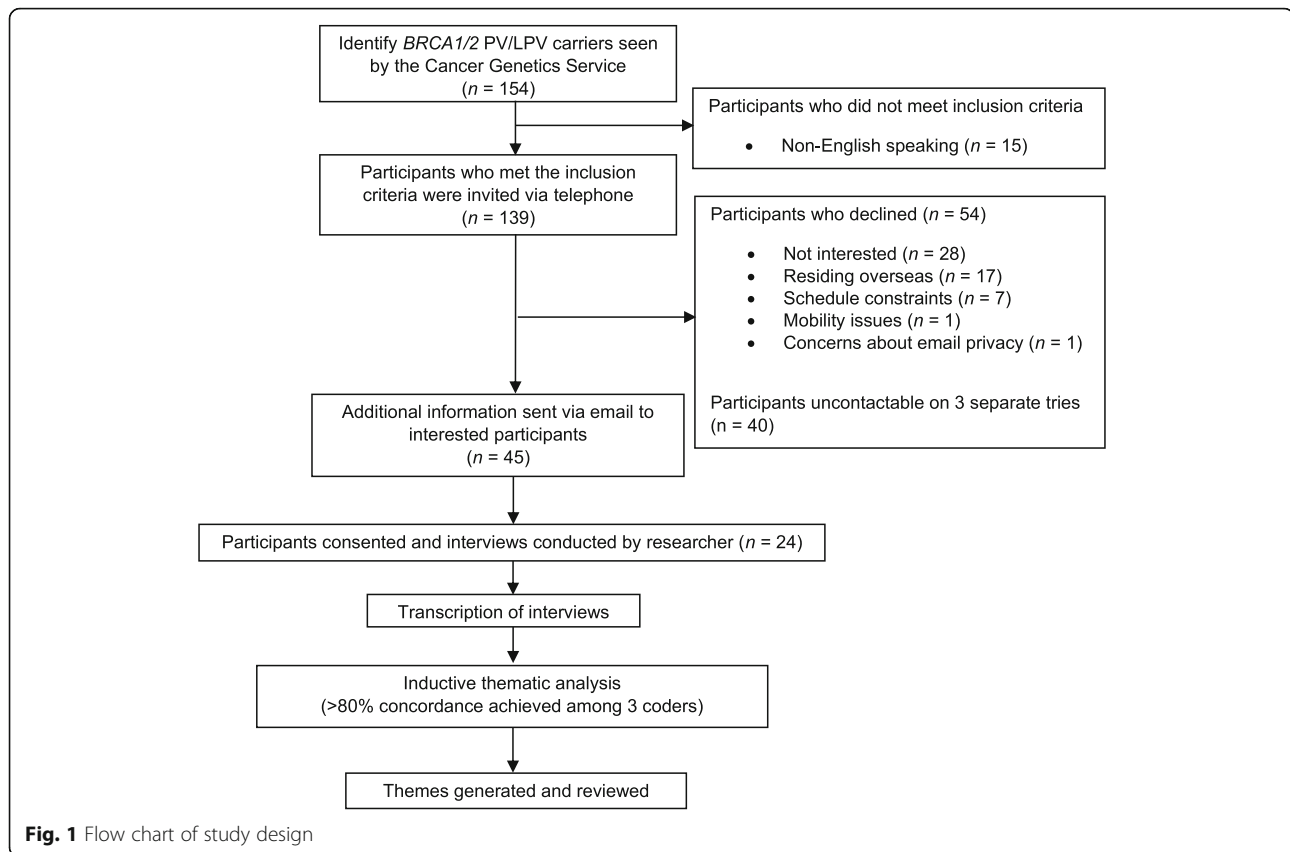 Identify BRCA1/2 PV/LPV carriers seen
by the Cancer Genetics Service
(n = 154)
Participants who did not meet inclusion criteria
• Non-English speaking (n = 15)
Participants who met the inclusion
criteria were invited via telephone
(n = 139)
Participants who declined (n = 54)
• Not interested (n = 28)
• Residing overseas (n = 17)
• Schedule constraints (n = 7)
• Mobility issues (n = 1)
• Concerns about email privacy (n = 1)
Participants uncontactable on 3 separate tries
(n = 40)
Additional information sent via email to
interested participants
(n = 45)
Participants consented and interviews conducted by researcher (n = 24)
Transcription of interviews
Inductive thematic analysis
(>80% concordance achieved among 3 coders)
Themes generated and reviewed
Fig. 1 Flow chart of study design